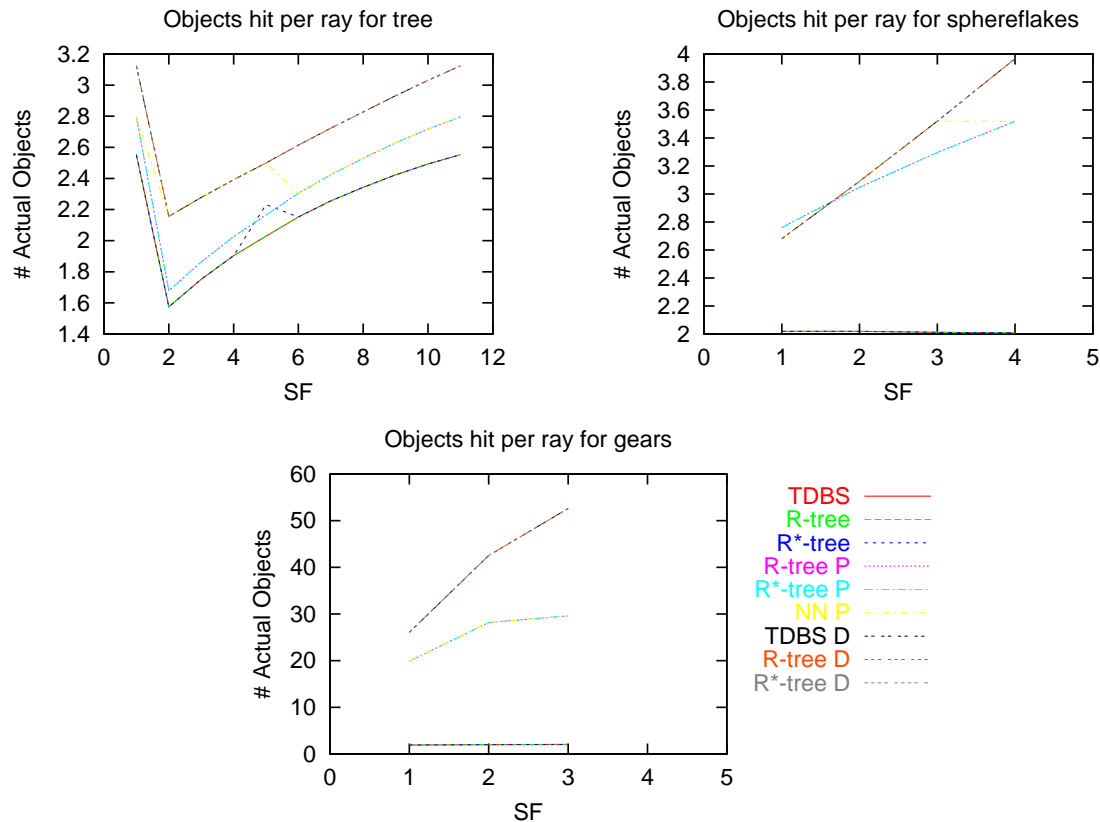 Objects hit per ray for tree
# Actual Objects
3.2
3
2.8
2.6
2.4
2.2
2
1.8
1.6
1.4
0 2 4 6 8 10 12
SF
Objects hit per ray for sphereflakes
# Actual Objects
4
3.8
3.6
3.4
3.2
3
2.8
2.6
2.4
2.2
2
0 1 2 3 4 5
SF
Objects hit per ray for gears
# Actual Objects
60
50
40
30
20
10
0
0 1 2 3 4 5
SF
TDBS
R-tree
R*-tree
R-tree P
R*-tree P
NN P
TDBS D
R-tree D
R*-tree D